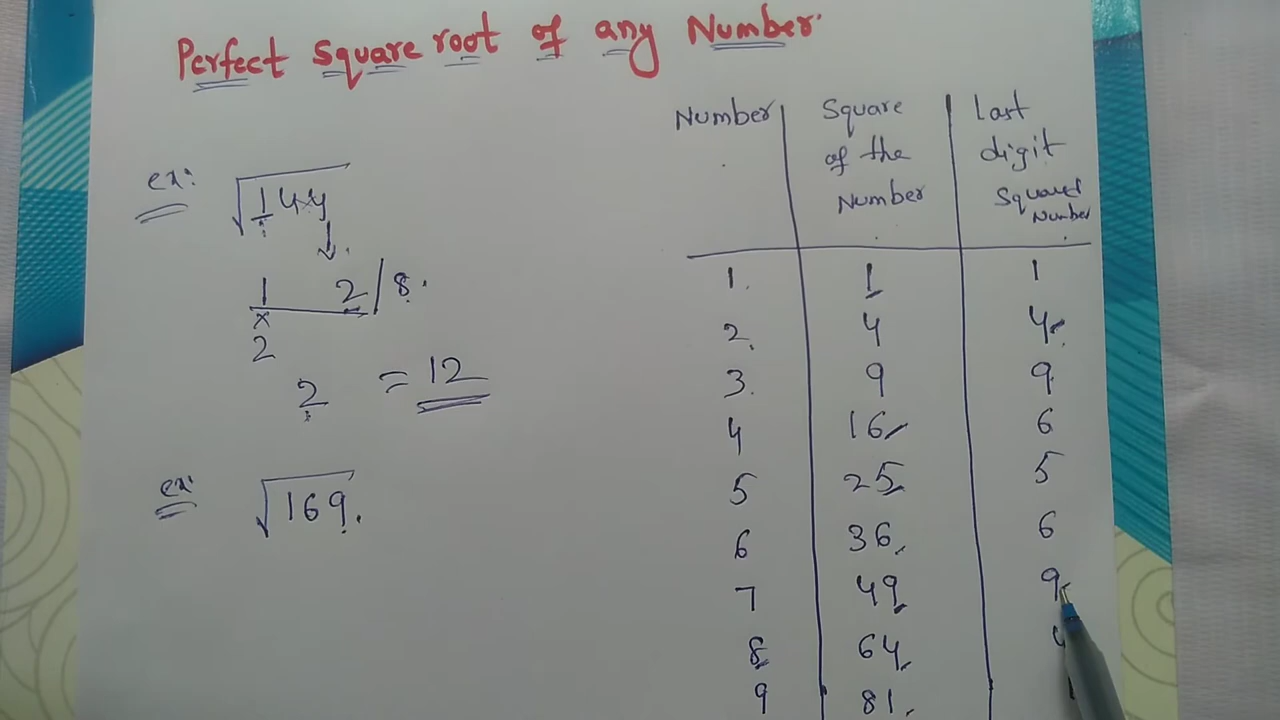 Perfect square root of any Number
Number
Square of the Number
Last digit Square Number
ex: √144
1 2/8
×
2
2 = 12
ex: √169
1 1 1
2 4 4
3 9 9
4 16 6
5 25 5
6 36 6
7 49 9
8 64 4
9 81